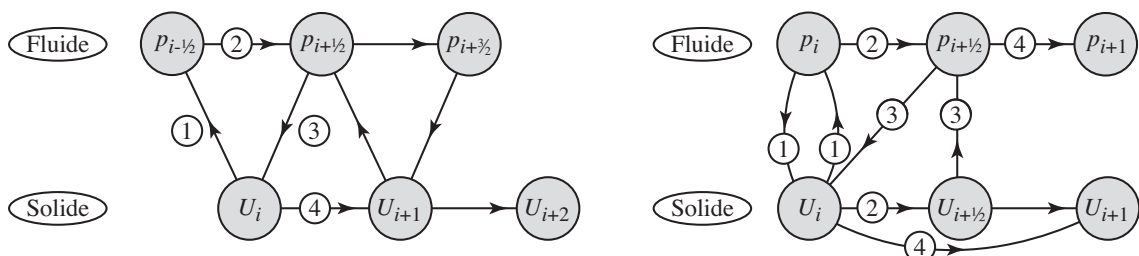 Fluide p_{i-½} 2 p_{i+½} p_{i+3/2}
1 3
Solide U_i 4 U_{i+1} U_{i+2}
Fluide p_i 2 p_{i+½} 4 p_{i+1}
3 3
1 1
Solide U_i 2 U_{i+½} U_{i+1}
4